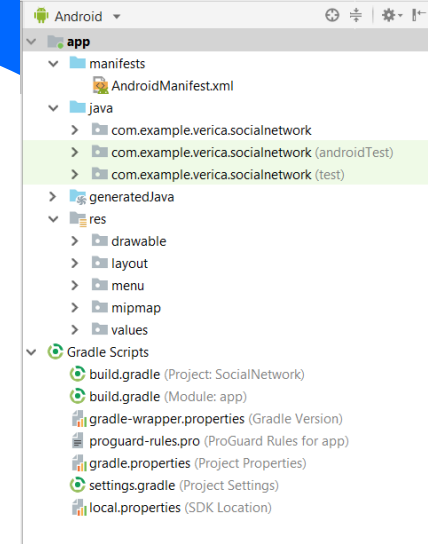 Android
app
manifests
AndroidManifest.xml
java
com.example.verica.socialnetwork
com.example.verica.socialnetwork (androidTest)
com.example.verica.socialnetwork (test)
generatedJava
res
drawable
layout
menu
mipmap
values
Gradle Scripts
build.gradle (Project: SocialNetwork)
build.gradle (Module: app)
gradle-wrapper.properties (Gradle Version)
proguard-rules.pro (ProGuard Rules for app)
gradle.properties (Project Properties)
settings.gradle (Project Settings)
local.properties (SDK Location)